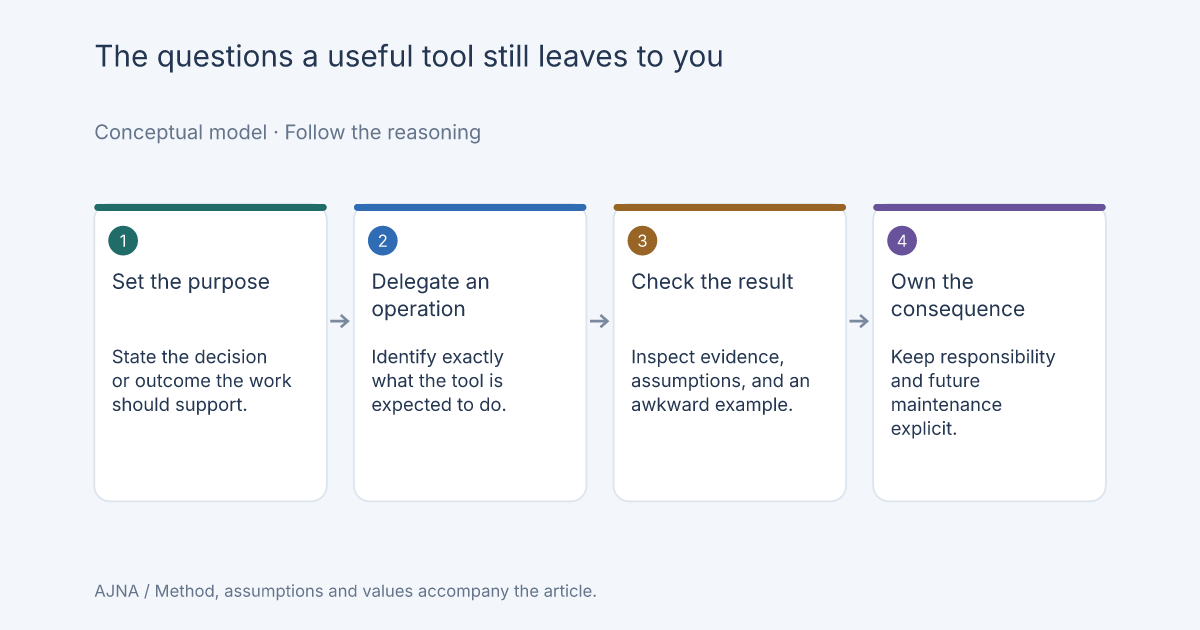 The questions a useful tool still leaves to you
Conceptual model · Follow the reasoning
1
Set the purpose
State the decision
or outcome the work
should support.
2
Delegate an
operation
Identify exactly
what the tool is
expected to do.
3
Check the result
Inspect evidence,
assumptions, and an
awkward example.
4
Own the
consequence
Keep responsibility
and future
maintenance
explicit.
AJNA / Method, assumptions and values accompany the article.